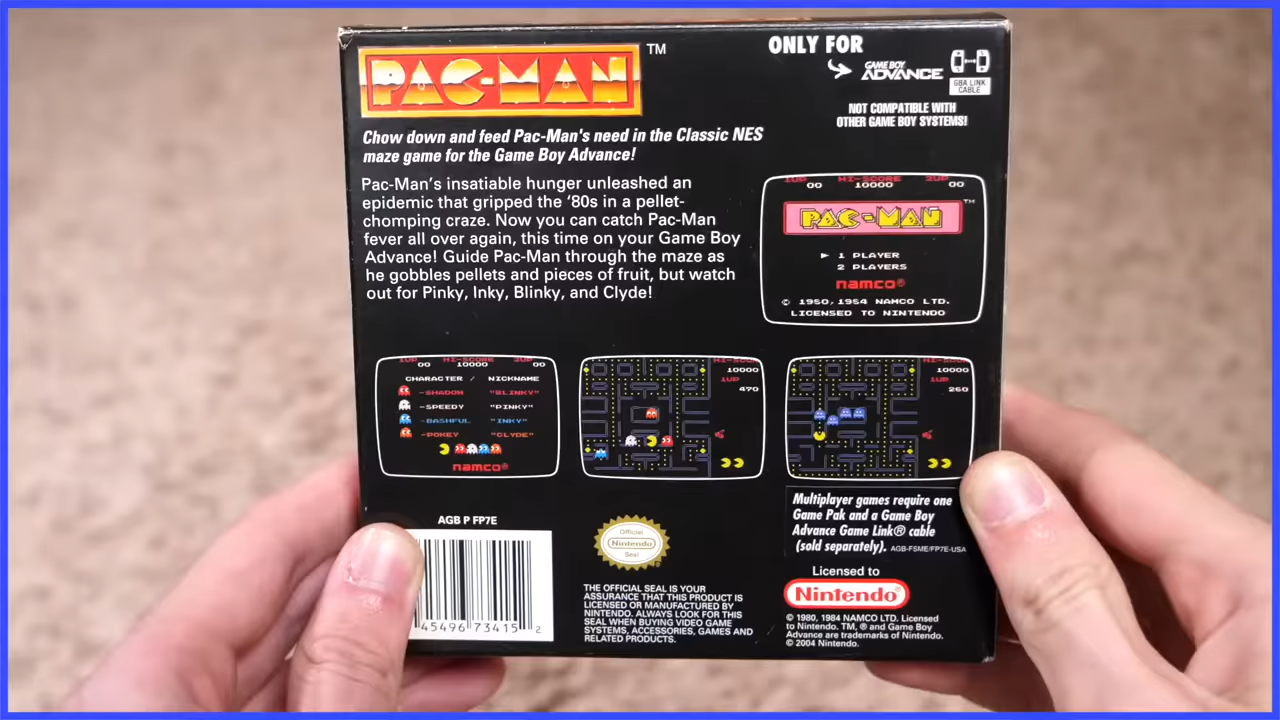 PAC-MAN TM
Chow down and feed Pac-Man's need in the Classic NES
maze game for the Game Boy Advance!
Pac-Man's insatiable hunger unleashed an
epidemic that gripped the '80s in a pellet-
chomping craze. Now you can catch Pac-Man
fever all over again, this time on your Game Boy
Advance! Guide Pac-Man through the maze as
he gobbles pellets and pieces of fruit, but watch
out for Pinky, Inky, Blinky, and Clyde!
ONLY FOR
GAME BOY
ADVANCE
GBA LINK
CABLE
NOT COMPATIBLE WITH
OTHER GAME BOY SYSTEMS!
1UP HI-SCORE 2UP
00 10000 00
PAC-MAN TM
1 PLAYER
2 PLAYERS
namco®
© 1980, 1984 NAMCO LTD.
LICENSED TO NINTENDO
1UP HI-SCORE 2UP
00 10000 00
CHARACTER / NICKNAME
-SHADOW "BLINKY"
-SPEEDY "PINKY"
-BASHFUL "INKY"
-POKEY "CLYDE"
namco®
HI-SCO
10000
1UP
470
HI-SCO
10000
1UP
260
AGB P FP7E
45496 73415 2
Official
Nintendo
Seal
THE OFFICIAL SEAL IS YOUR
ASSURANCE THAT THIS PRODUCT IS
LICENSED OR MANUFACTURED BY
NINTENDO. ALWAYS LOOK FOR THIS
SEAL WHEN BUYING VIDEO GAME
SYSTEMS, ACCESSORIES, GAMES AND
RELATED PRODUCTS.
Multiplayer games require one
Game Pak and a Game Boy
Advance Game Link® cable
(sold separately). AGB-FSME/FP7E-USA
Licensed to
Nintendo®
© 1980, 1984 NAMCO LTD. Licensed
to Nintendo. TM, ® and Game Boy
Advance are trademarks of Nintendo.
© 2004 Nintendo.